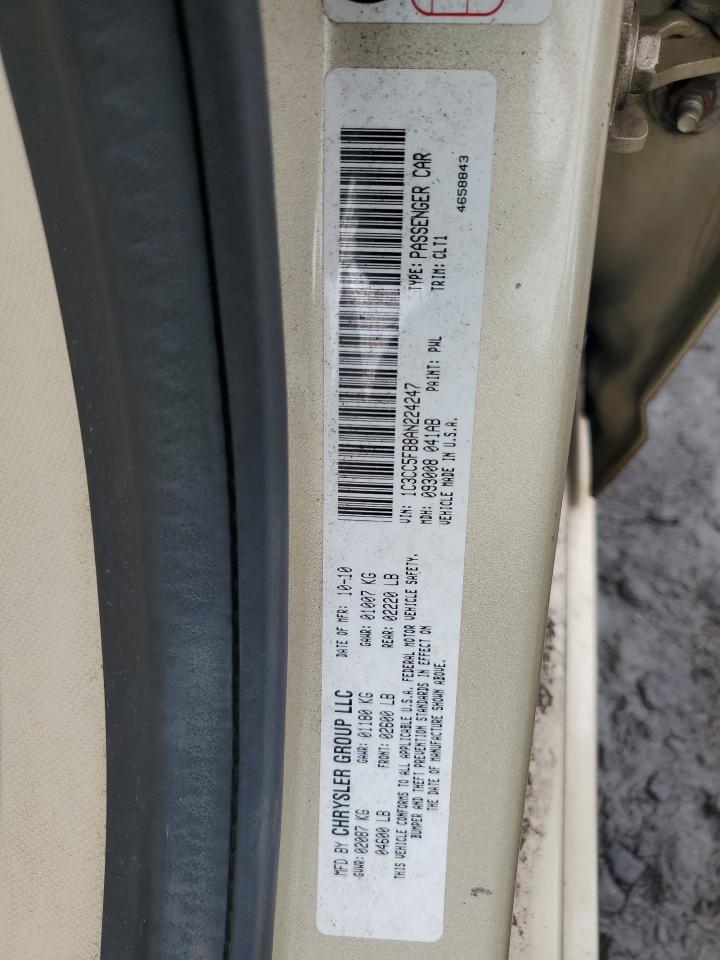 MFD BY CHRYSLER GROUP LLC DATE OF MFR: 10-10
GVWR: 02087 KG GAWR: 01180 KG GAWR: 01007 KG
04600 LB FRONT: 02600 LB REAR: 02220 LB
THIS VEHICLE CONFORMS TO ALL APPLICABLE U.S.A. FEDERAL MOTOR VEHICLE SAFETY,
BUMPER AND THEFT PREVENTION STANDARDS IN EFFECT ON
THE DATE OF MANUFACTURE SHOWN ABOVE.
VIN: 1C3CC5FB8AN224247 TYPE: PASSENGER CAR
MDH: 093008 041AB PAINT: PWL TRIM: CLT1
VEHICLE MADE IN U.S.A.
4658843